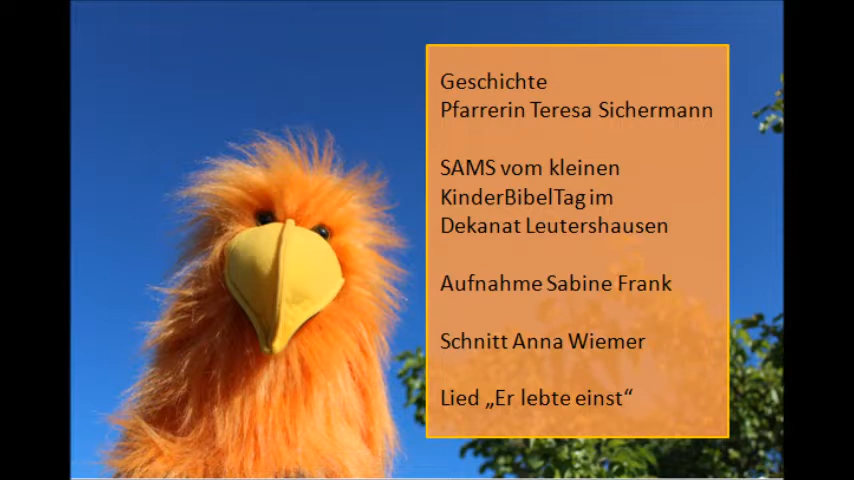 Geschichte
Pfarrerin Teresa Sichermann
SAMS vom kleinen
KinderBibelTag im
Dekanat Leutershausen
Aufnahme Sabine Frank
Schnitt Anna Wiemer
Lied „Er lebte einst“